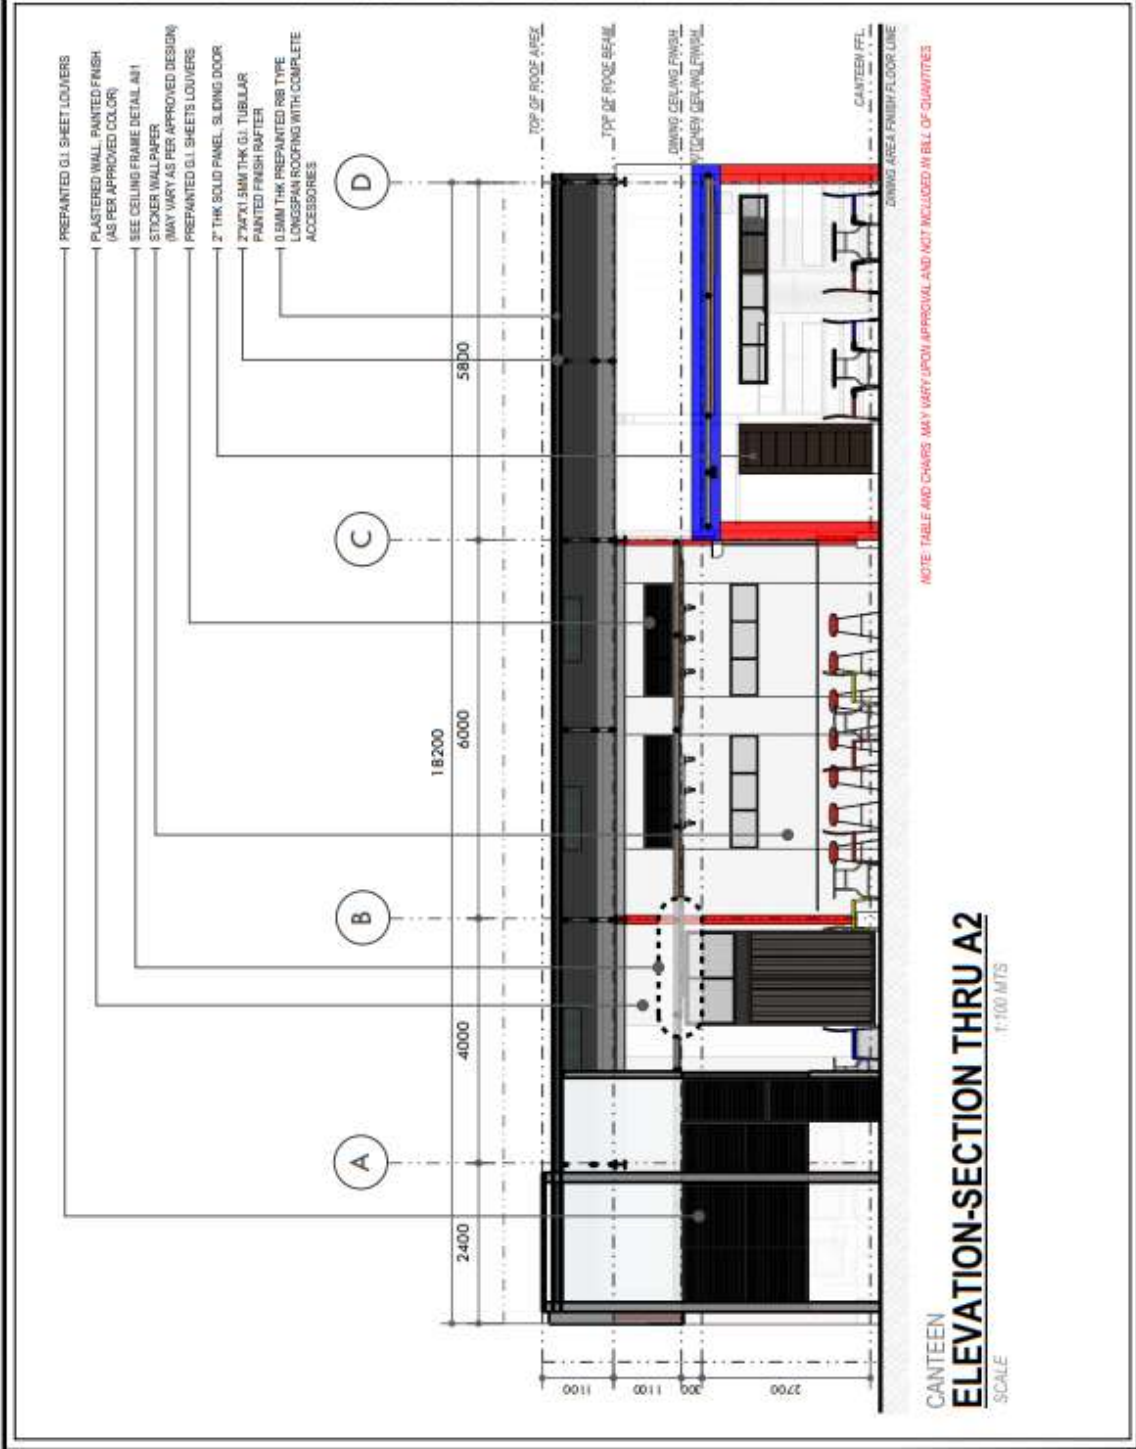 PREPAINTED G.I. SHEET LOUVERS
PLASTERED WALL, PAINTED FINISH
(AS PER APPROVED COLOR)
SEE CEILING FRAME DETAIL A01
STICKER WALLPAPER
(MAY VARY AS PER APPROVED DESIGN)
PREPAINTED G.I. SHEETS LOUVERS
2" THK SOLID PANEL, SLIDING DOOR
2"X4"X1.5MM THK G.I. TUBULAR
PAINTED FINISH RAFTER
0.5MM THK PREPAINTED RIB TYPE
LONGSPAN ROOFING WITH COMPLETE
ACCESSORIES
A
B
C
D
18200
2400
4000
6000
5800
TOP OF ROOF APEX
TOP OF ROOF BEAM
DINING CEILING FINISH
KITCHEN CEILING FINISH
CANTEEN FFL
DINING AREA FINISH FLOOR LINE
1100
1100
300
2700
NOTE: TABLE AND CHAIRS MAY VARY UPON APPROVAL AND NOT INCLUDED IN BILL OF QUANTITIES
CANTEEN
ELEVATION-SECTION THRU A2
SCALE 1:100 MTS